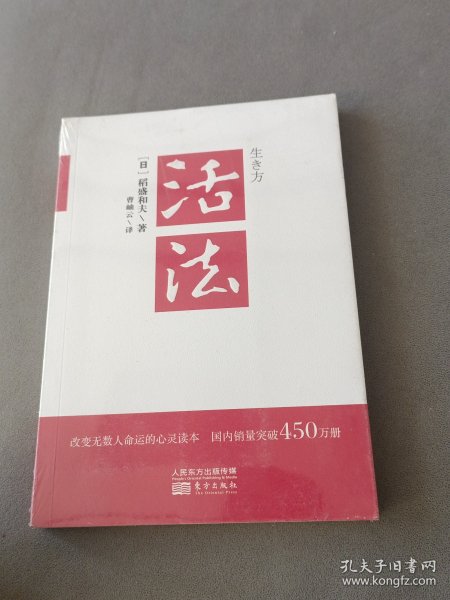 生き方
活法
［日］稻盛和夫\著
曹岫云\译
改变无数人命运的心灵读本 国内销量突破450万册
人民东方出版传媒
People's Oriental Publishing & Media
东方出版社
The Oriental Press
孔夫子旧书网
www.kongfz.com